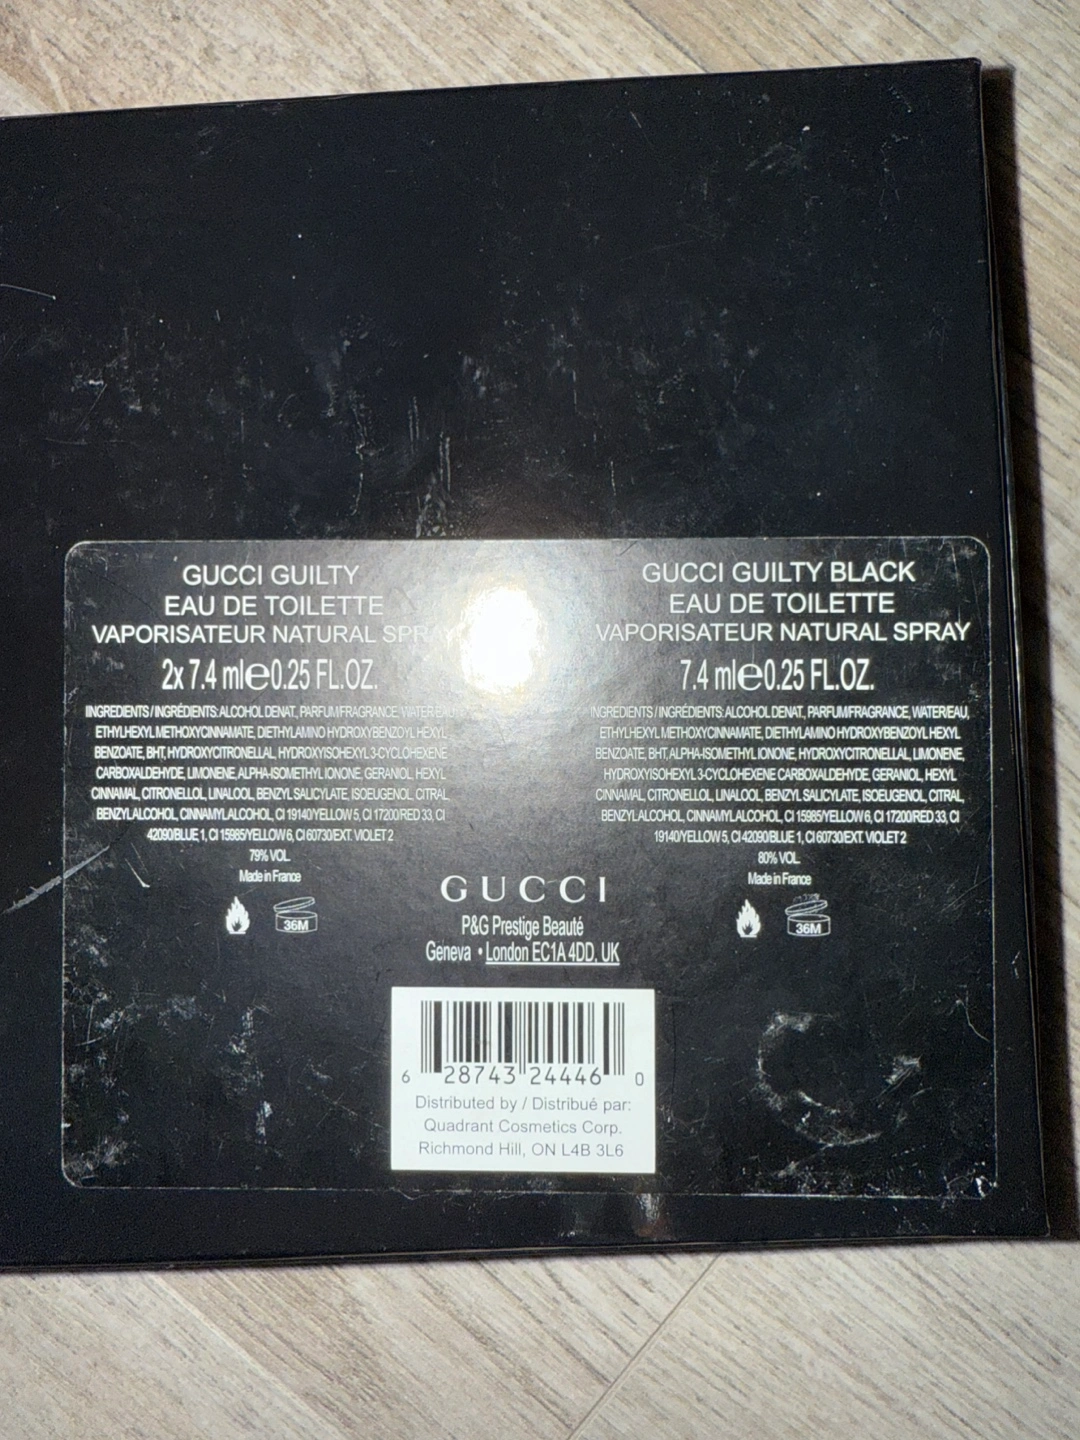 GUCCI GUILTY
EAU DE TOILETTE
VAPORISATEUR NATURAL SPRAY
2x 7.4 ml℮0.25 FL.OZ.
INGREDIENTS / INGRÉDIENTS: ALCOHOL DENAT., PARFUM/FRAGRANCE, WATER/EAU,
ETHYLHEXYL METHOXYCINNAMATE, DIETHYLAMINO HYDROXYBENZOYL HEXYL
BENZOATE, BHT, HYDROXYCITRONELLAL, HYDROXYISOHEXYL 3-CYCLOHEXENE
CARBOXALDEHYDE, LIMONENE, ALPHA-ISOMETHYL IONONE, GERANIOL, HEXYL
CINNAMAL, CITRONELLOL, LINALOOL, BENZYL SALICYLATE, ISOEUGENOL, CITRAL,
BENZYL ALCOHOL, CINNAMYL ALCOHOL, CI 19140/YELLOW 5, CI 17200/RED 33, CI
42090/BLUE 1, CI 15985/YELLOW 6, CI 60730/EXT. VIOLET 2
79% VOL.
Made in France
36M
GUCCI GUILTY BLACK
EAU DE TOILETTE
VAPORISATEUR NATURAL SPRAY
7.4 ml℮0.25 FL.OZ.
INGREDIENTS / INGRÉDIENTS: ALCOHOL DENAT., PARFUM/FRAGRANCE, WATER/EAU,
ETHYLHEXYL METHOXYCINNAMATE, DIETHYLAMINO HYDROXYBENZOYL HEXYL
BENZOATE, BHT, ALPHA-ISOMETHYL IONONE, HYDROXYCITRONELLAL, LIMONENE,
HYDROXYISOHEXYL 3-CYCLOHEXENE CARBOXALDEHYDE, GERANIOL, HEXYL
CINNAMAL, CITRONELLOL, LINALOOL, BENZYL SALICYLATE, ISOEUGENOL, CITRAL,
BENZYL ALCOHOL, CINNAMYL ALCOHOL, CI 15985/YELLOW 6, CI 17200/RED 33, CI
19140/YELLOW 5, CI 42090/BLUE 1, CI 60730/EXT. VIOLET 2
80% VOL.
Made in France
36M
GUCCI
P&G Prestige Beauté
Geneva • London EC1A 4DD, UK
6 28743 24446 0
Distributed by / Distribué par:
Quadrant Cosmetics Corp.
Richmond Hill, ON L4B 3L6